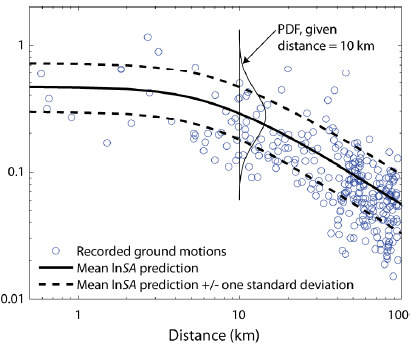 PDF, given
distance = 10 km
1
0.1
0.01
Recorded ground motions
Mean lnSA prediction
Mean lnSA prediction +/- one standard deviation
1
10
100
Distance (km)